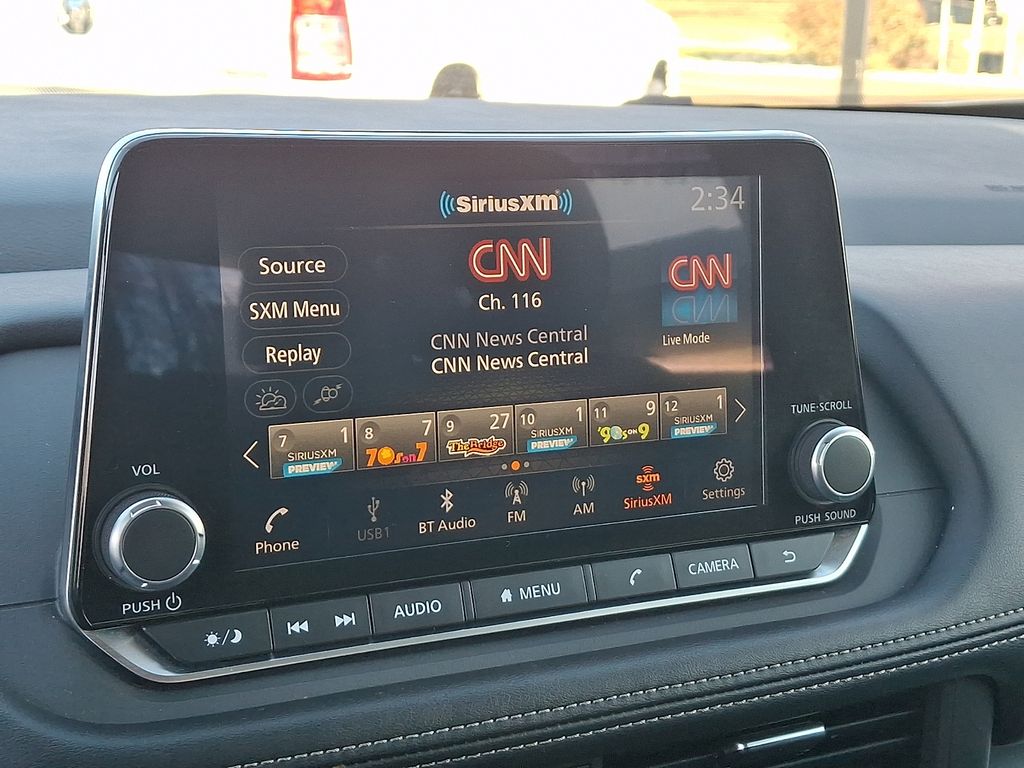 SiriusXM
2:34
Source
SXM Menu
Replay
CNN
Ch. 116
CNN News Central
CNN News Central
CNN
Live Mode
7 1 SIRIUSXM PREVIEW
8 7 70s on 7
9 27 The Bridge
10 1 SIRIUSXM PREVIEW
11 9 '90s ON 9
12 1 SIRIUSXM PREVIEW
Phone
USB1
BT Audio
FM
AM
sxm
SiriusXM
Settings
VOL
PUSH
TUNE·SCROLL
PUSH SOUND
AUDIO
MENU
CAMERA